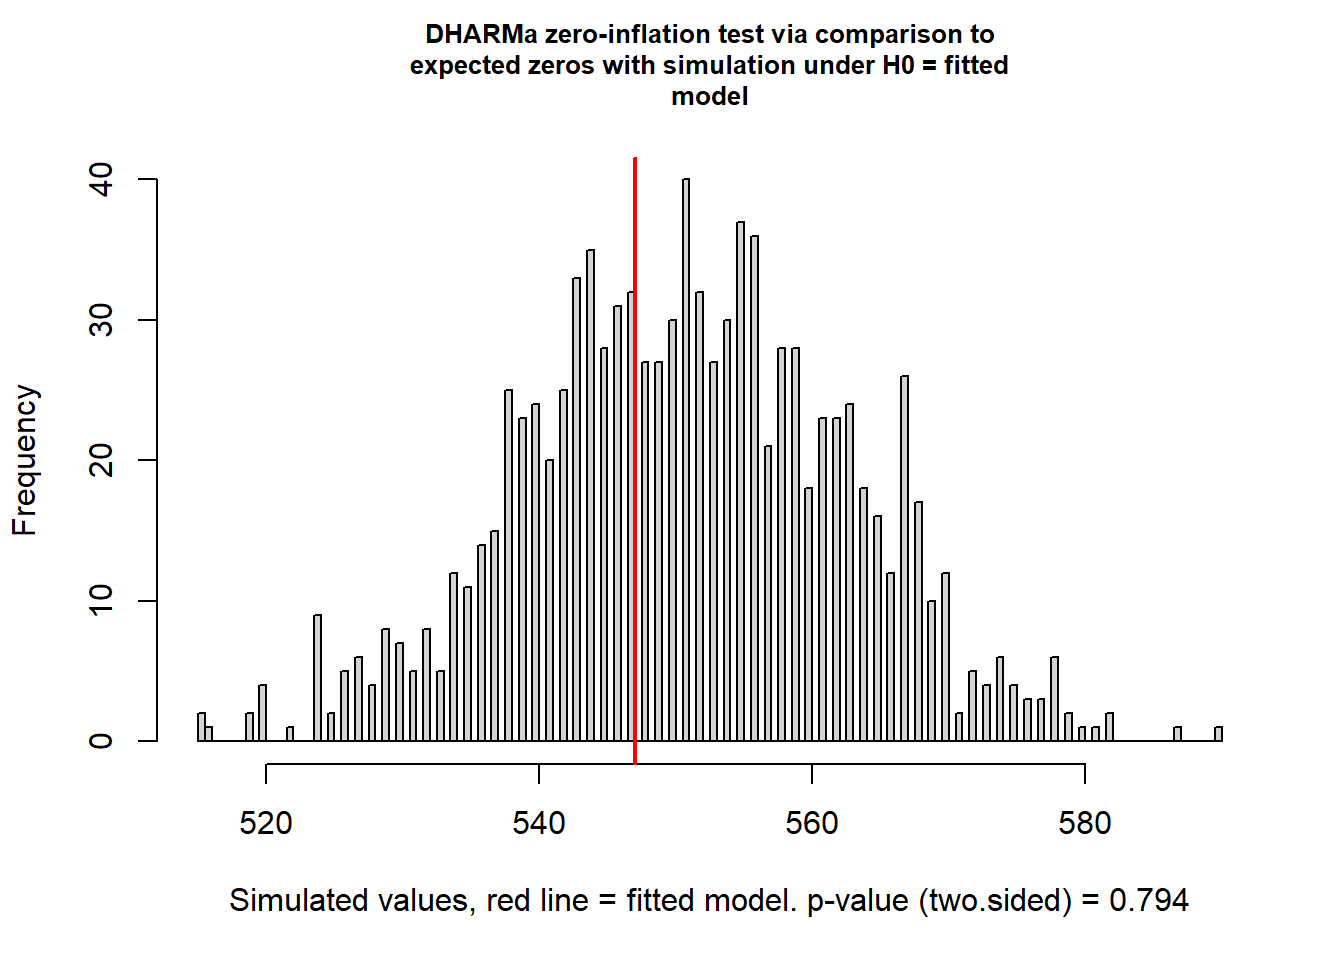 DHARMa zero-inflation test via comparison to
expected zeros with simulation under H0 = fitted
model
Frequency
40
30
20
10
0
520 540 560 580
Simulated values, red line = fitted model. p-value (two.sided) = 0.794